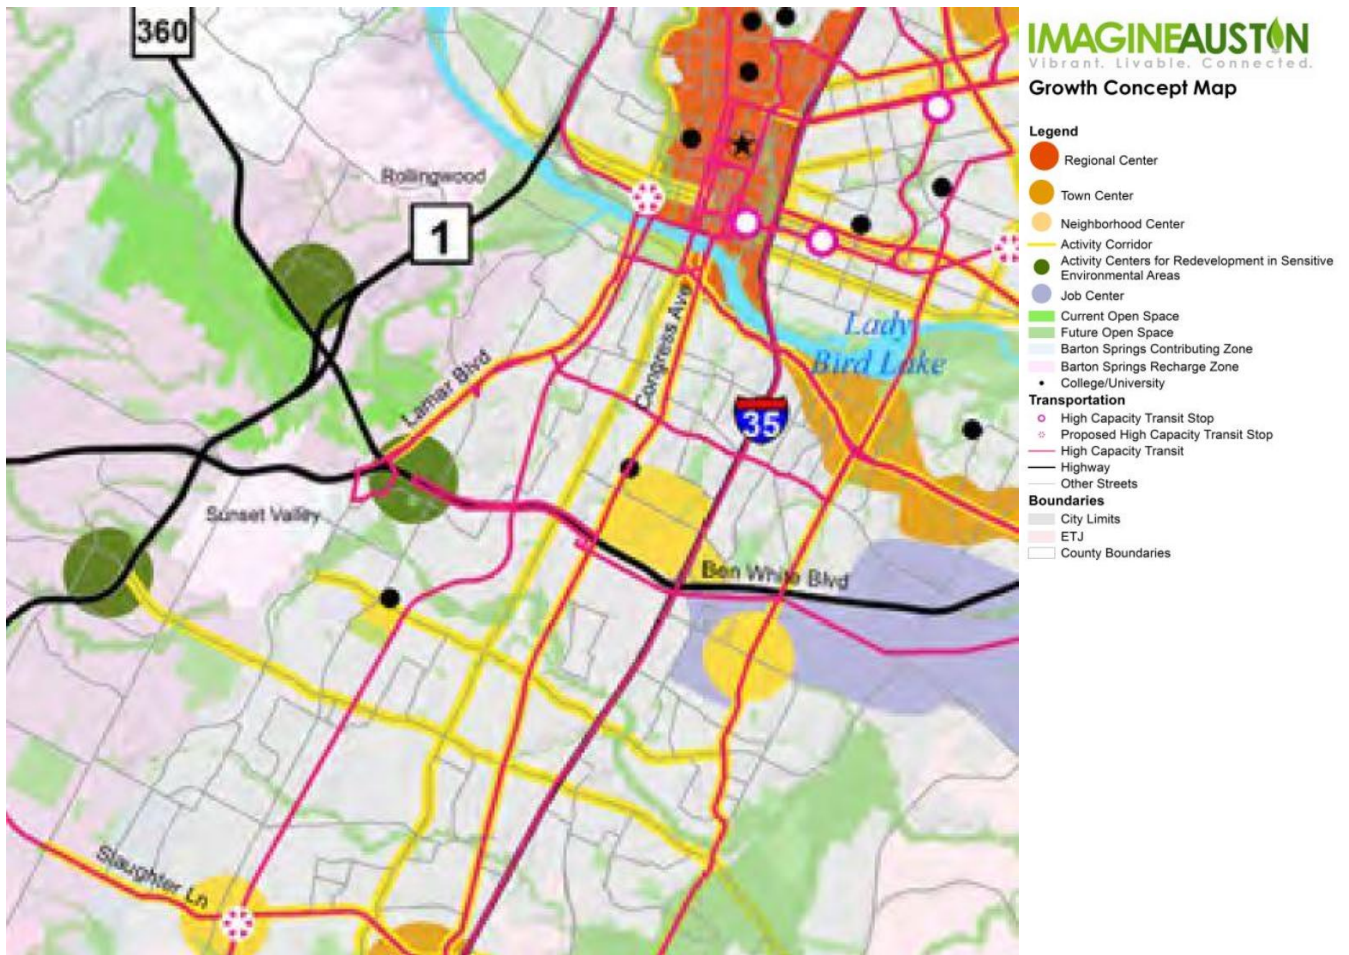 360
Rollingwood
1
Lady
Bird Lake
Congress Ave
Lamar Blvd
35
Sunset Valley
Ben White Blvd
Slaughter Ln
IMAGINEAUSTIN
Vibrant. Livable. Connected.
Growth Concept Map
Legend
Regional Center
Town Center
Neighborhood Center
Activity Corridor
Activity Centers for Redevelopment in Sensitive
Environmental Areas
Job Center
Current Open Space
Future Open Space
Barton Springs Contributing Zone
Barton Springs Recharge Zone
College/University
Transportation
High Capacity Transit Stop
Proposed High Capacity Transit Stop
High Capacity Transit
Highway
Other Streets
Boundaries
City Limits
ETJ
County Boundaries